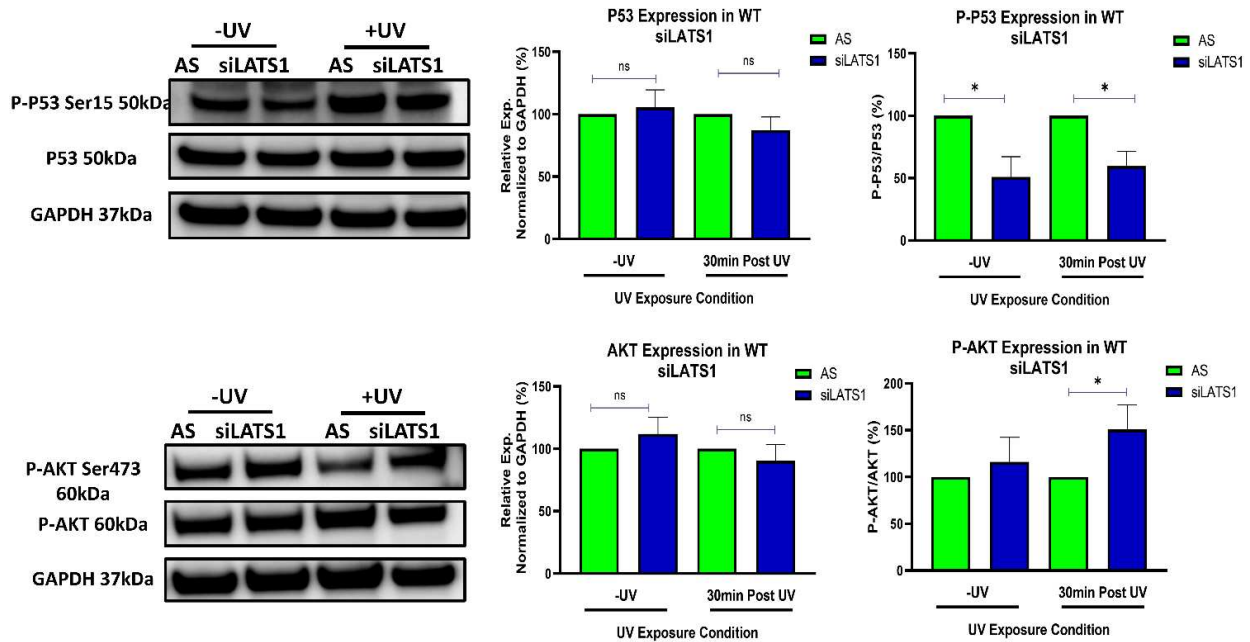 -UV +UV
AS siLATS1 AS siLATS1
P-P53 Ser15 50kDa
P53 50kDa
GAPDH 37kDa
P53 Expression in WT
siLATS1
AS
siLATS1
Relative Exp.
Normalized to GAPDH (%)
150
100
50
0
ns
ns
-UV
30min Post UV
UV Exposure Condition
P-P53 Expression in WT
siLATS1
AS
siLATS1
P-P53/P53 (%)
150
100
50
0
*
*
-UV
30min Post UV
UV Exposure Condition
-UV +UV
AS siLATS1 AS siLATS1
P-AKT Ser473
60kDa
P-AKT 60kDa
GAPDH 37kDa
AKT Expression in WT
siLATS1
AS
siLATS1
Relative Exp.
Normalized to GAPDH (%)
150
100
50
0
ns
ns
-UV
30min Post UV
UV Exposure Condition
P-AKT Expression in WT
siLATS1
AS
siLATS1
P-AKT/AKT (%)
200
150
100
50
0
*
-UV
30min Post UV
UV Exposure Condition